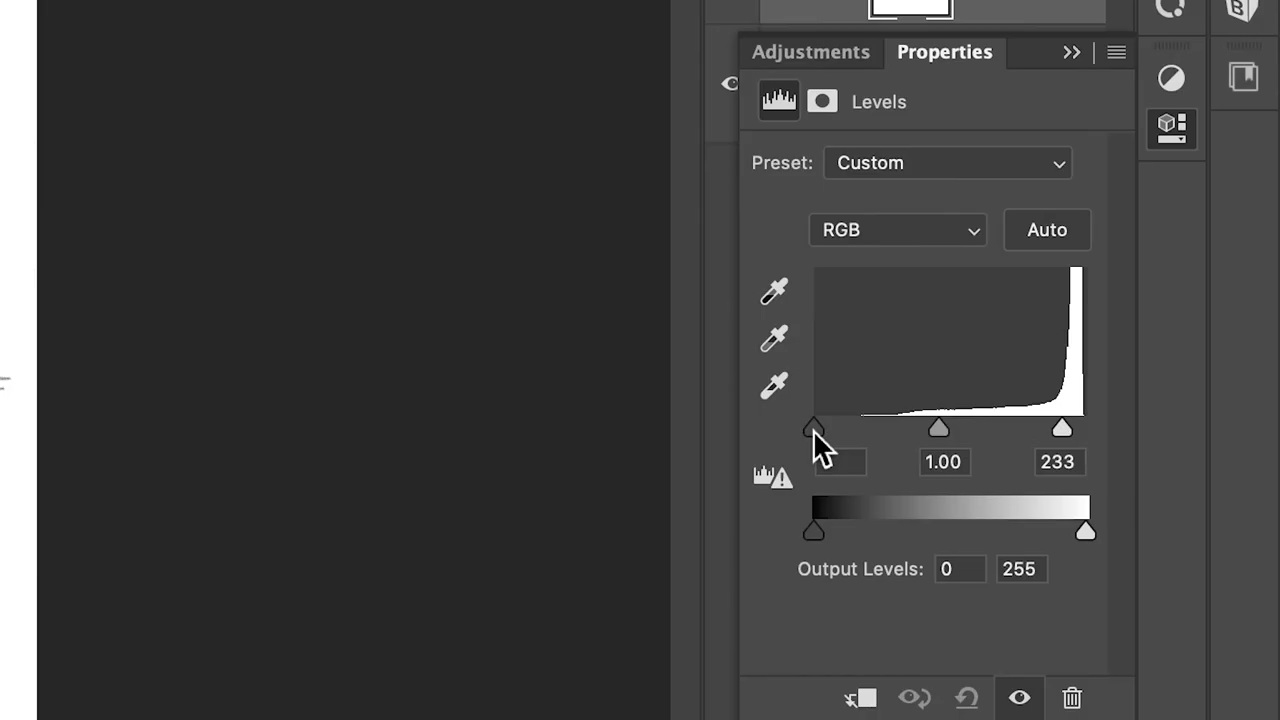 Adjustments Properties
Levels
Preset: Custom
RGB Auto
1.00 233
Output Levels: 0 255